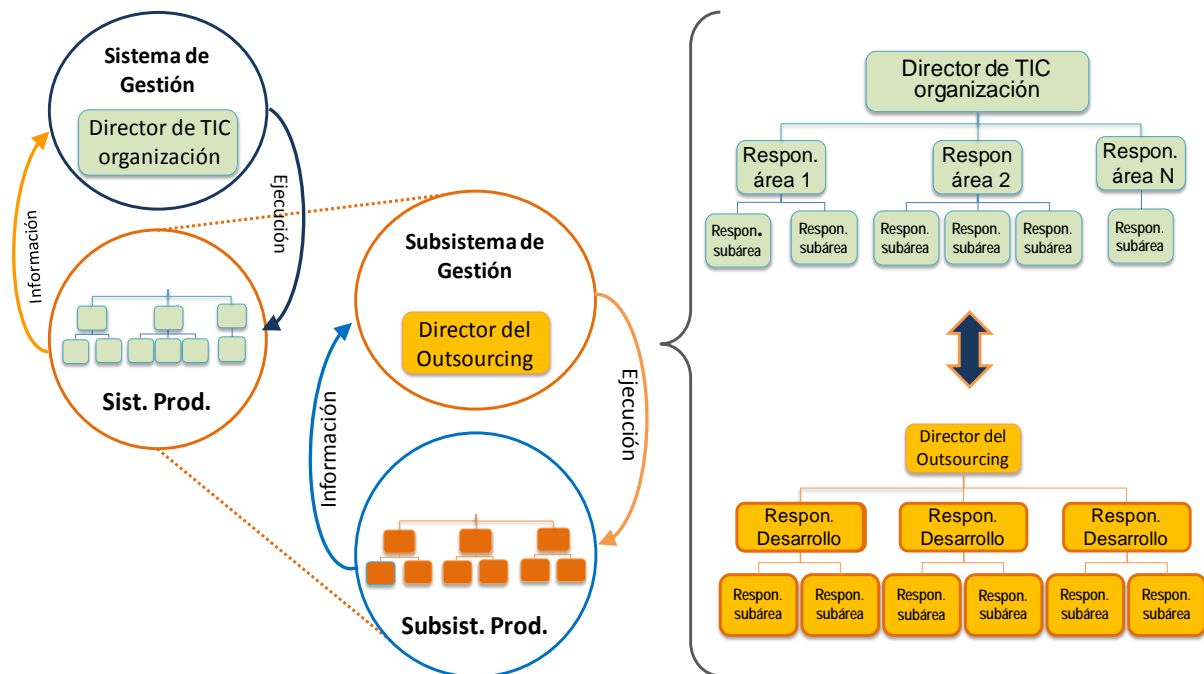 Sistema de
Gestión
Director de TIC
organización
Información
Ejecución
Sist. Prod.
Subsistema de
Gestión
Director del
Outsourcing
Información
Ejecución
Subsist. Prod.
Director de TIC
organización
Respon.
área 1
Respon
área 2
Respon.
área N
Respon.
subárea
Respon.
subárea
Respon.
subárea
Respon.
subárea
Respon.
subárea
Respon.
subárea
Director del
Outsourcing
Respon.
Desarrollo
Respon.
Desarrollo
Respon.
Desarrollo
Respon.
subárea
Respon.
subárea
Respon.
subárea
Respon.
subárea
Respon.
subárea
Respon.
subárea